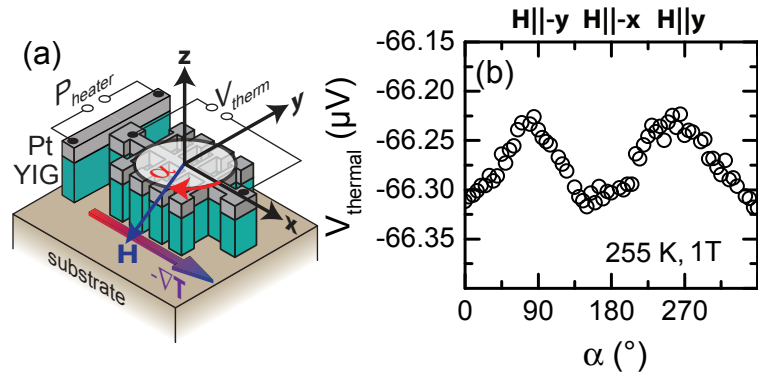 (a)
P_heater
V_therm
z
y
x
Pt
YIG
α
H
-∇T
substrate
H||-y H||-x H||y
(b)
-66.15
-66.20
-66.25
-66.30
-66.35
V_thermal (μV)
255 K, 1T
0 90 180 270
α (°)